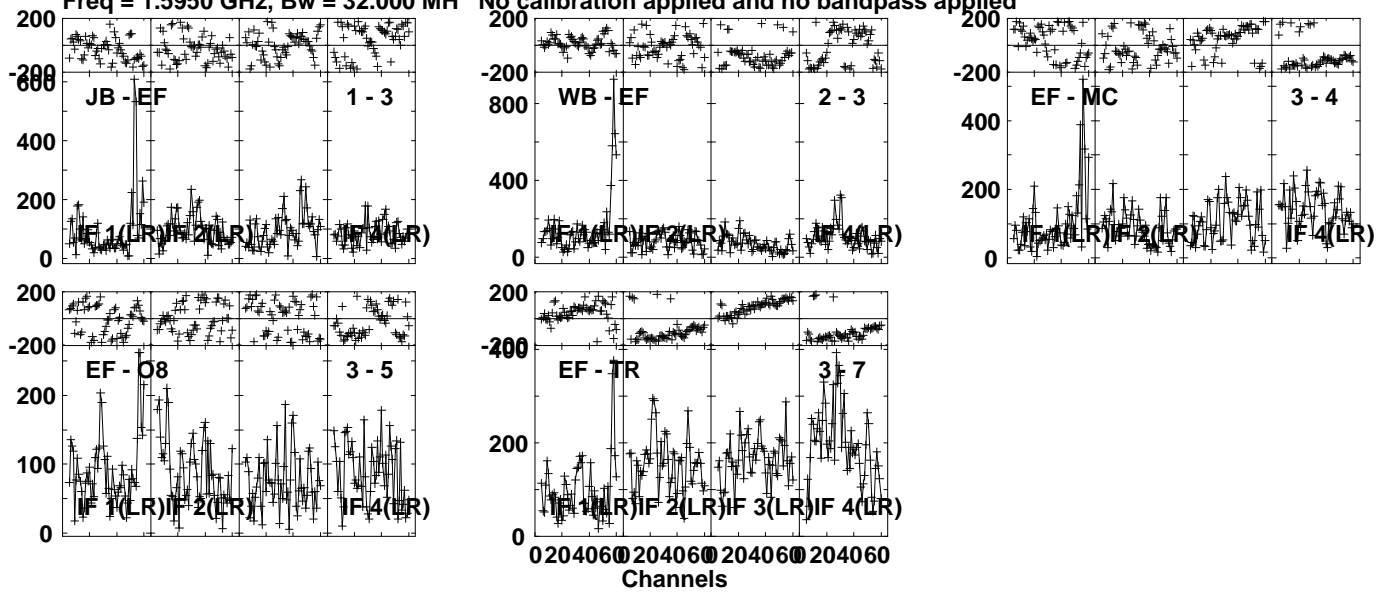 Freq = 1.5950 GHz, Bw = 32.000 MH No calibration applied and no bandpass applied
200
-200
600
400
200
0
JB - EF
1 - 3
IF 1(LR)
IF 2(LR)
IF 4(LR)
200
-200
800
400
0
WB - EF
2 - 3
IF 1(LR)
IF 2(LR)
IF 4(LR)
200
-200
400
200
0
EF - MC
3 - 4
IF 1(LR)
IF 2(LR)
IF 4(LR)
200
-200
200
100
0
EF - O8
3 - 5
IF 1(LR)
IF 2(LR)
IF 4(LR)
200
-200
400
200
0
EF - TR
3 - 7
IF 1(LR)
IF 2(LR)
IF 3(LR)
IF 4(LR)
0 20 40 60 0 20 40 60 0 20 40 60 0 20 40 60
Channels